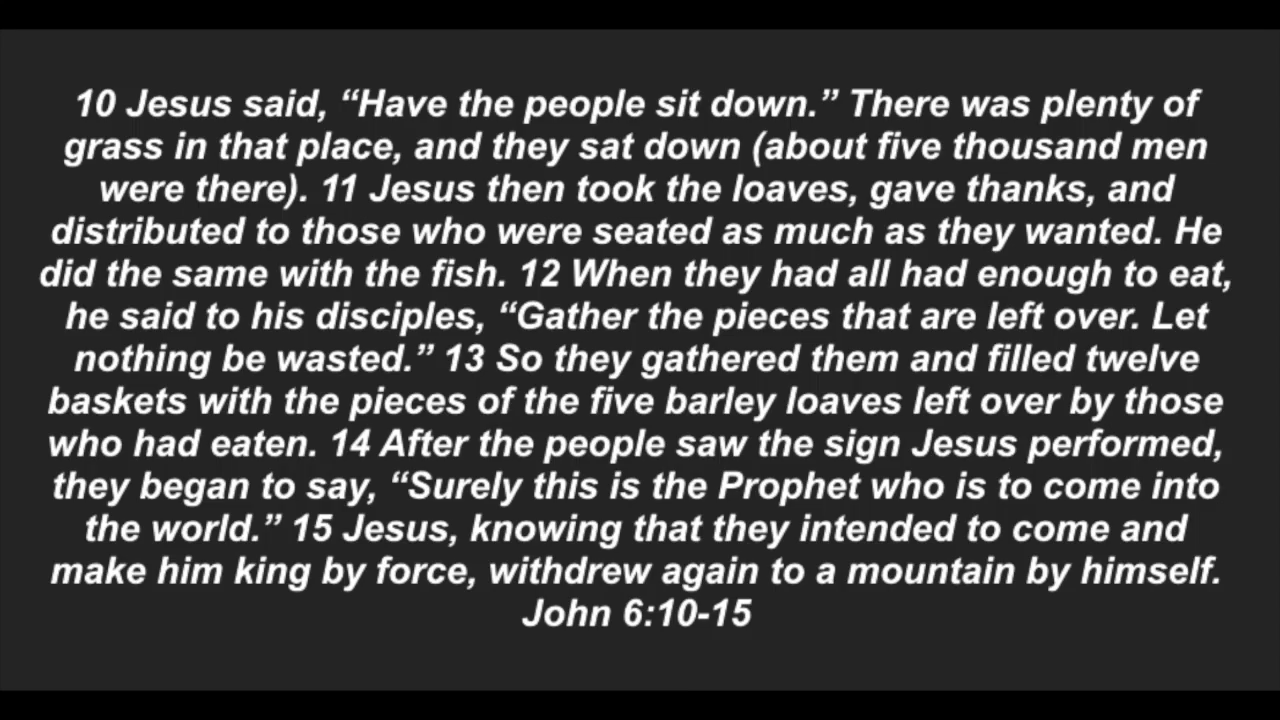 10 Jesus said, “Have the people sit down.” There was plenty of
grass in that place, and they sat down (about five thousand men
were there). 11 Jesus then took the loaves, gave thanks, and
distributed to those who were seated as much as they wanted. He
did the same with the fish. 12 When they had all had enough to eat,
he said to his disciples, “Gather the pieces that are left over. Let
nothing be wasted.” 13 So they gathered them and filled twelve
baskets with the pieces of the five barley loaves left over by those
who had eaten. 14 After the people saw the sign Jesus performed,
they began to say, “Surely this is the Prophet who is to come into
the world.” 15 Jesus, knowing that they intended to come and
make him king by force, withdrew again to a mountain by himself.
John 6:10-15